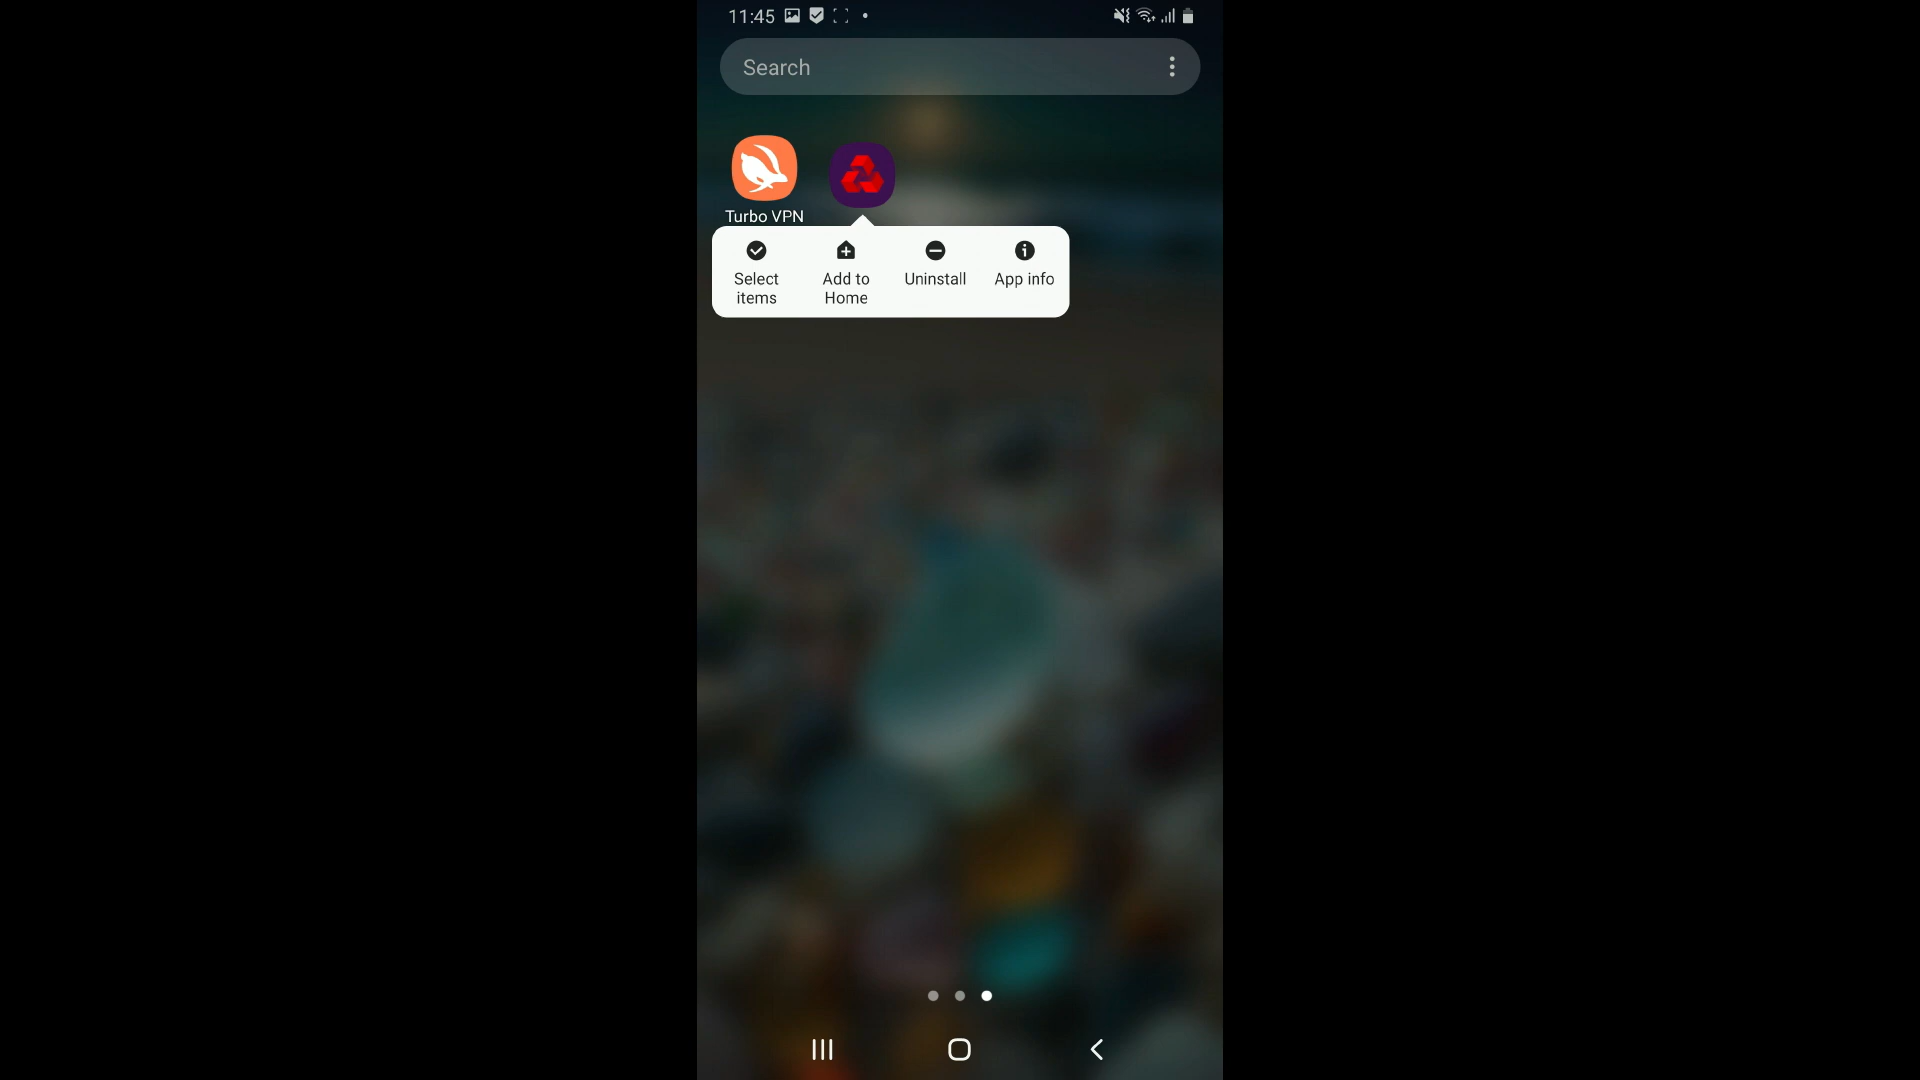 11:45
Search
Turbo VPN
Select
items
Add to
Home
Uninstall
App info